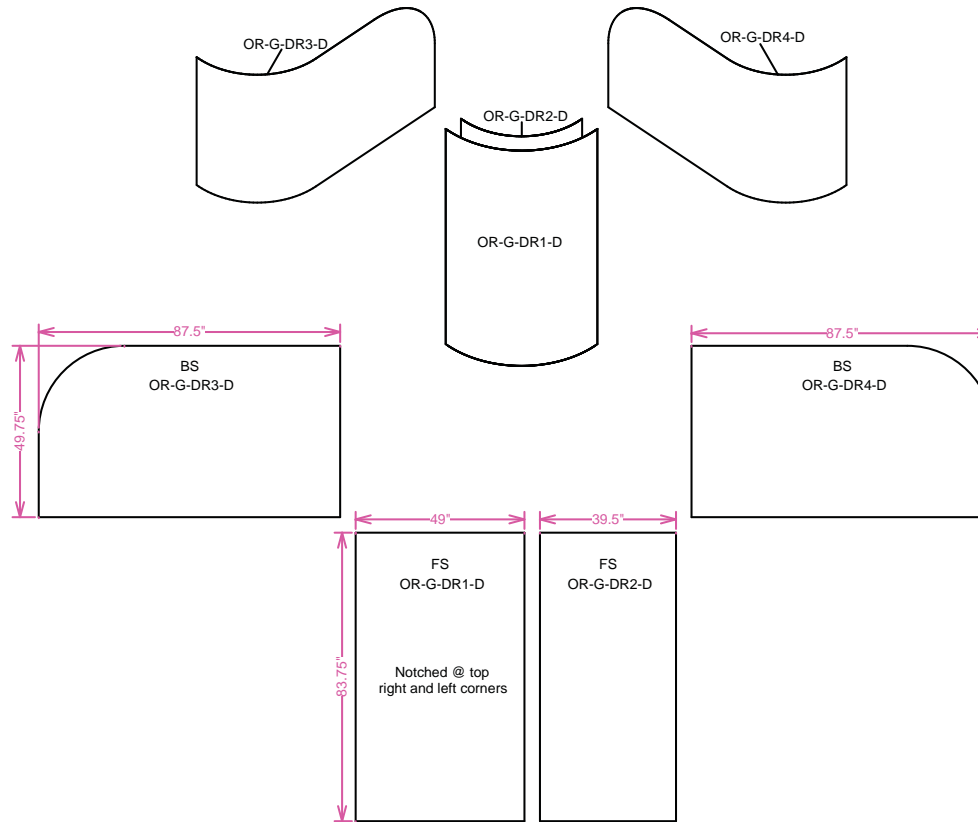 OR-G-DR3-D
OR-G-DR4-D
OR-G-DR2-D
OR-G-DR1-D
87.5"
87.5"
BS
OR-G-DR3-D
BS
OR-G-DR4-D
49.75"
49"
39.5"
FS
OR-G-DR1-D
FS
OR-G-DR2-D
83.75"
Notched @ top
right and left corners